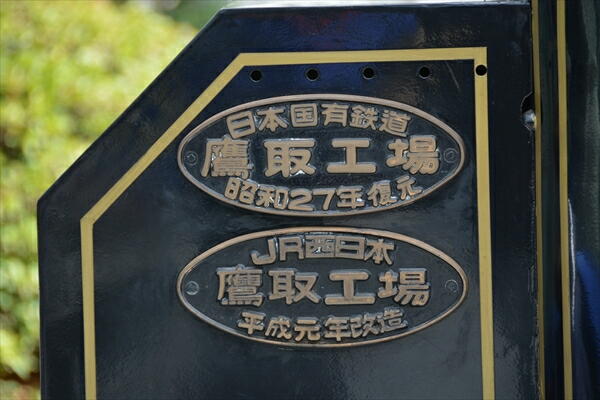 日本国有鉄道
鷹取工場
昭和27年復元
JR西日本
鷹取工場
平成元年改造